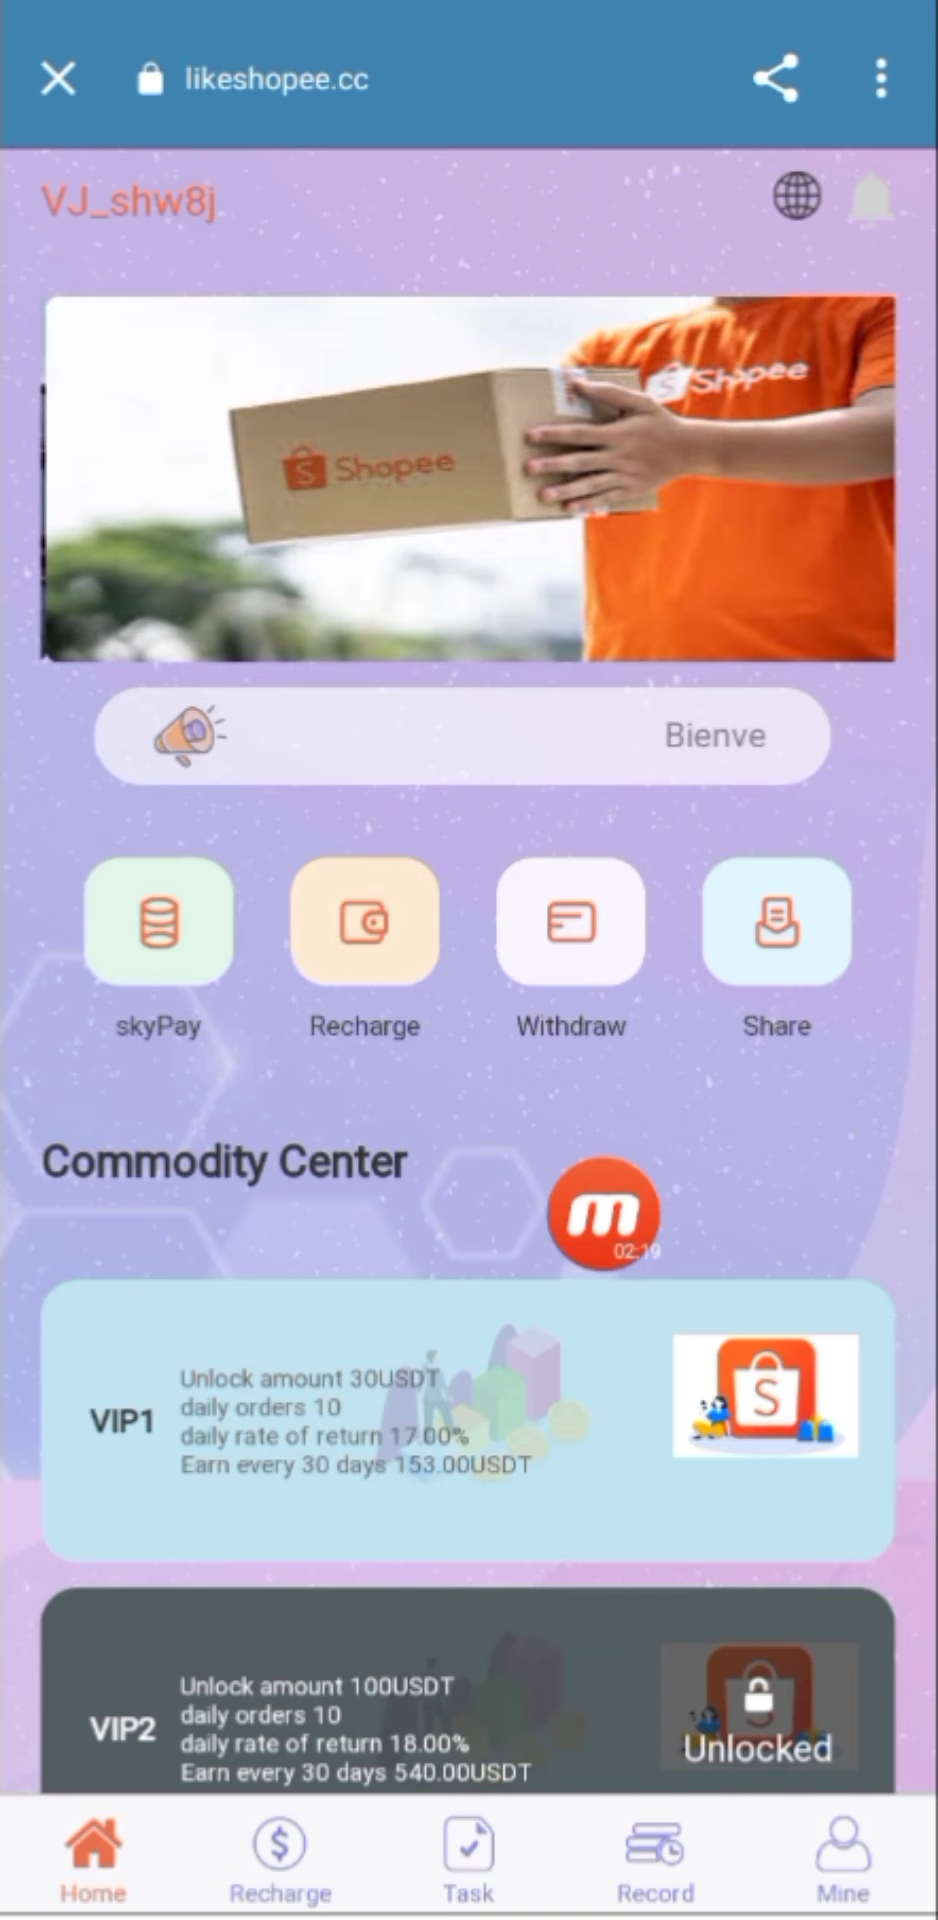 likeshopee.cc
VJ_shw8j
Shopee
Shopee
Bienve
skyPay
Recharge
Withdraw
Share
Commodity Center
m
02:19
VIP1
Unlock amount 30USDT
daily orders 10
daily rate of return 17.00%
Earn every 30 days 153.00USDT
S
VIP2
Unlock amount 100USDT
daily orders 10
daily rate of return 18.00%
Earn every 30 days 540.00USDT
Unlocked
Home
Recharge
Task
Record
Mine